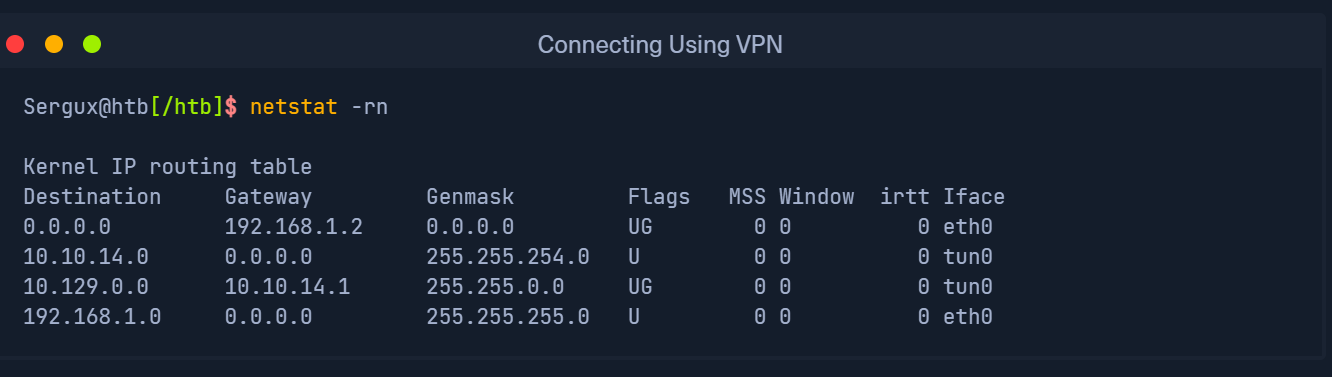 Connecting Using VPN
Sergux@htb[/htb]$ netstat -rn
Kernel IP routing table
Destination     Gateway         Genmask         Flags   MSS Window  irtt Iface
0.0.0.0         192.168.1.2     0.0.0.0         UG        0 0          0 eth0
10.10.14.0      0.0.0.0         255.255.254.0   U         0 0          0 tun0
10.129.0.0      10.10.14.1      255.255.0.0     UG        0 0          0 tun0
192.168.1.0     0.0.0.0         255.255.255.0   U         0 0          0 eth0